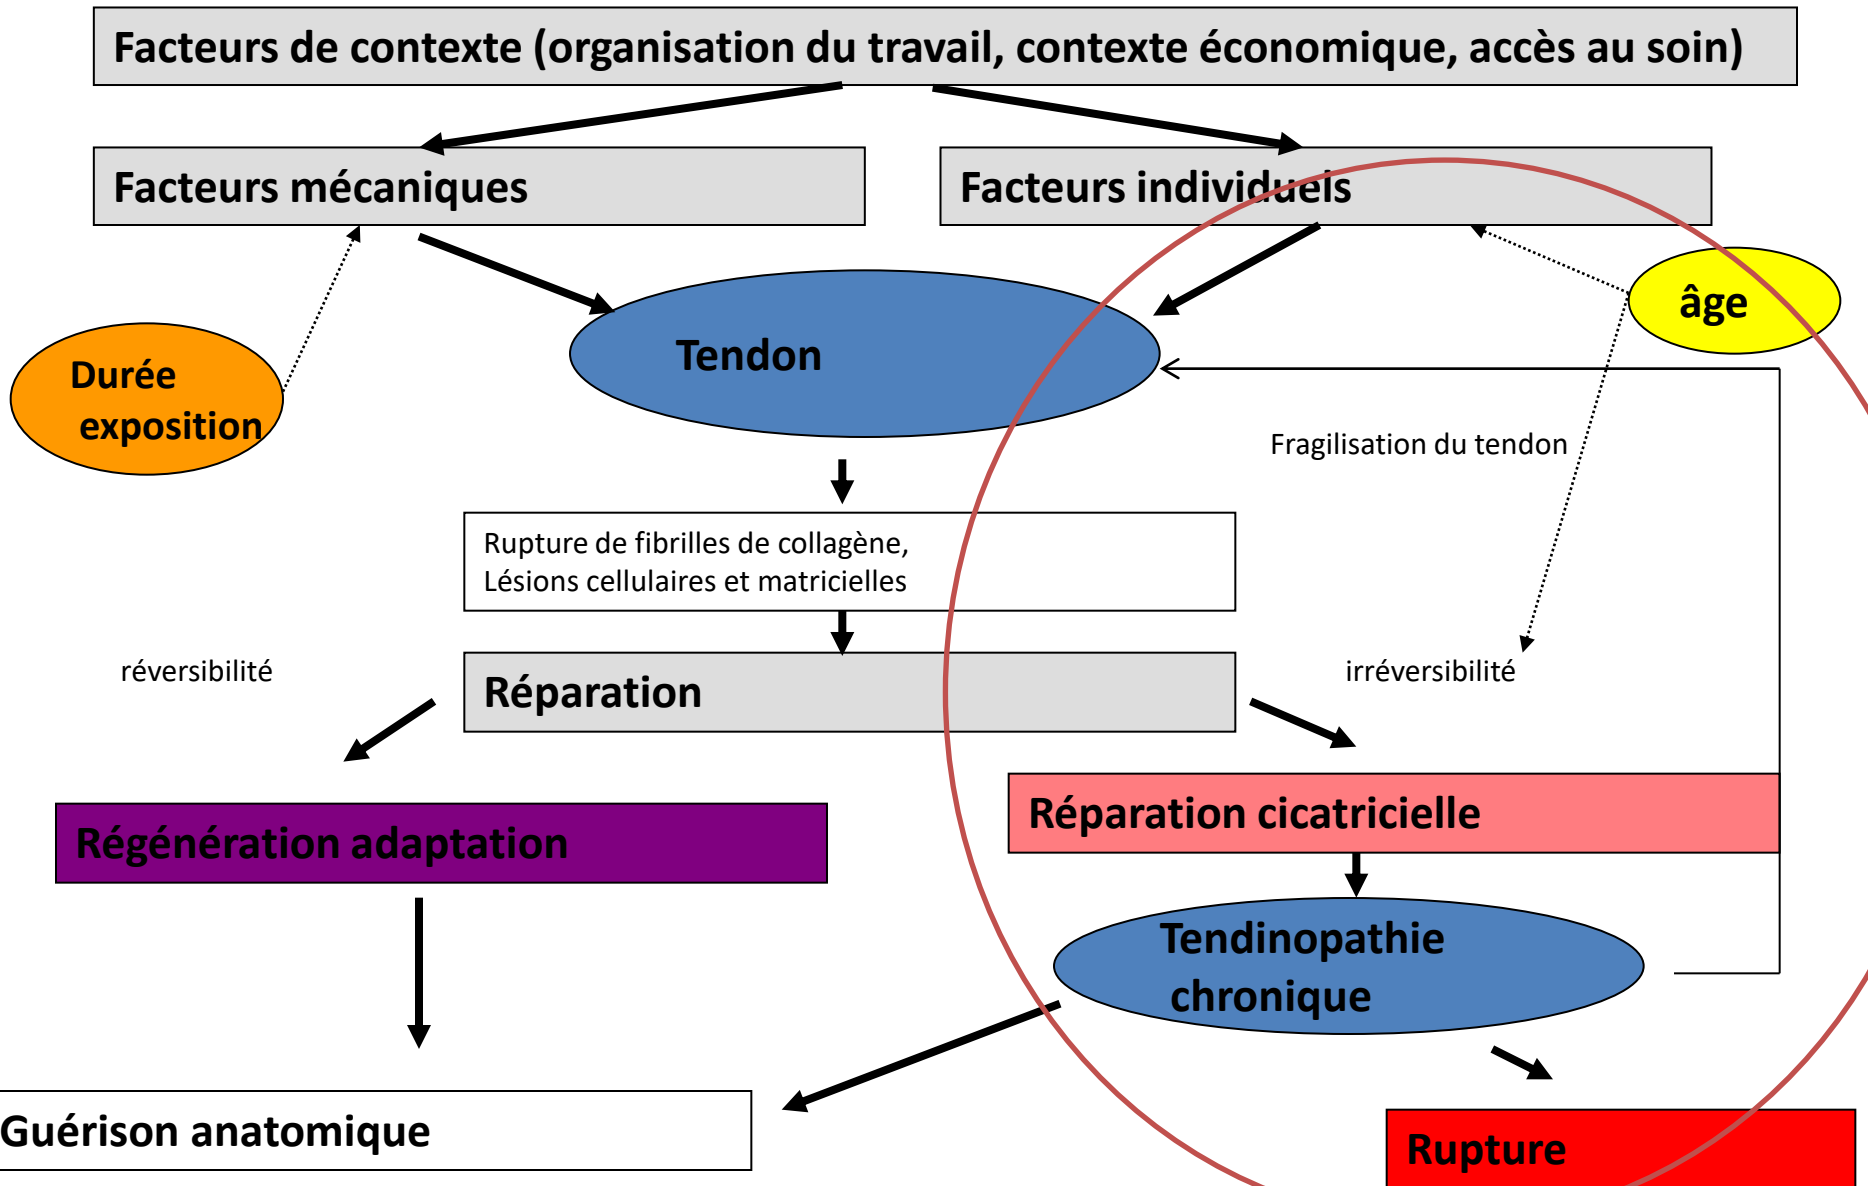 Facteurs de contexte (organisation du travail, contexte économique, accès au soin)
Facteurs mécaniques
Facteurs individuels
âge
Tendon
Durée
exposition
Fragilisation du tendon
Rupture de fibrilles de collagène,
Lésions cellulaires et matricielles
réversibilité
irréversibilité
Réparation
Réparation cicatricielle
Régénération adaptation
Tendinopathie
chronique
Guérison anatomique
Rupture